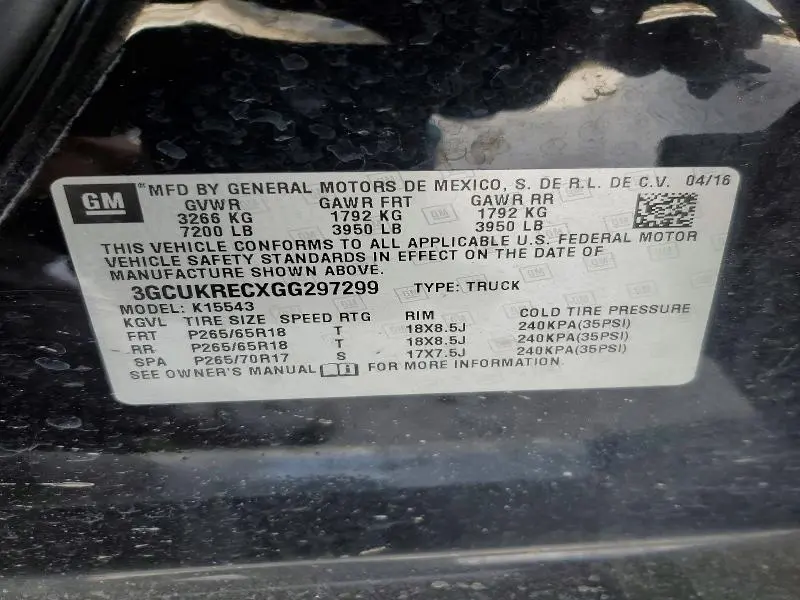 GM ® MFD BY GENERAL MOTORS DE MEXICO, S. DE R.L. DE C.V. 04/16
GVWR GAWR FRT GAWR RR
3266 KG 1792 KG 1792 KG
7200 LB 3950 LB 3950 LB
THIS VEHICLE CONFORMS TO ALL APPLICABLE U.S. FEDERAL MOTOR
VEHICLE SAFETY STANDARDS IN EFFECT ON THE DATE OF
MANUFACTURE SHOWN ABOVE.
3GCUKRECXGG297299 TYPE: TRUCK
MODEL: K15543
KGVL TIRE SIZE SPEED RTG RIM COLD TIRE PRESSURE
FRT P265/65R18 T 18X8.5J 240KPA(35PSI)
RR P265/65R18 T 18X8.5J 240KPA(35PSI)
SPA P265/70R17 S 17X7.5J 240KPA(35PSI)
SEE OWNER'S MANUAL FOR MORE INFORMATION.